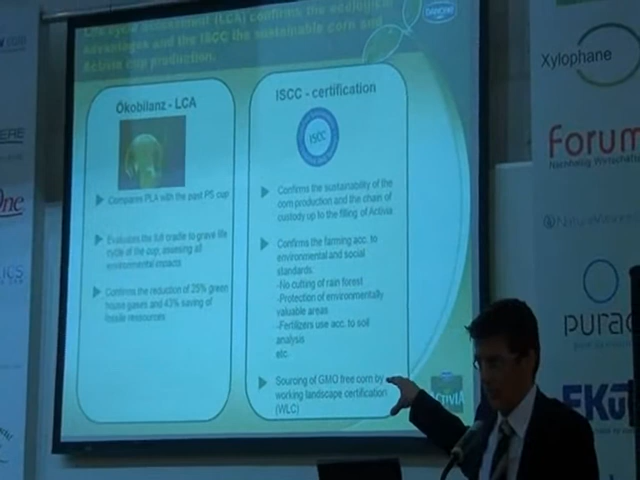 Life cycle assessment (LCA) confirms the ecological
advantages and the ISCC the sustainable corn and
Activia cup production.
DANONE
Ökobilanz - LCA
Compares PLA with the past PS cup
Evaluates the full cradle to grave life
cycle of the cup, assessing all
environmental impacts
Confirms the reduction of 25% green
house gases and 43% saving of
fossile ressources
ISCC - certification
ISCC
Confirms the sustainability of the
corn production and the chain of
custody up to the filling of Activia
Confirms the farming acc. to
environmental and social
standards:
-No cutting of rain forest
-Protection of environmentally
valuable areas
-Fertilizers use acc. to soil
analysis
etc.
Sourcing of GMO free corn by
working landscape certification
(WLC)
ACTIVIA
Xylophane
Forum
Nachhaltig Wirtschaften
NatureWorks
PURAC